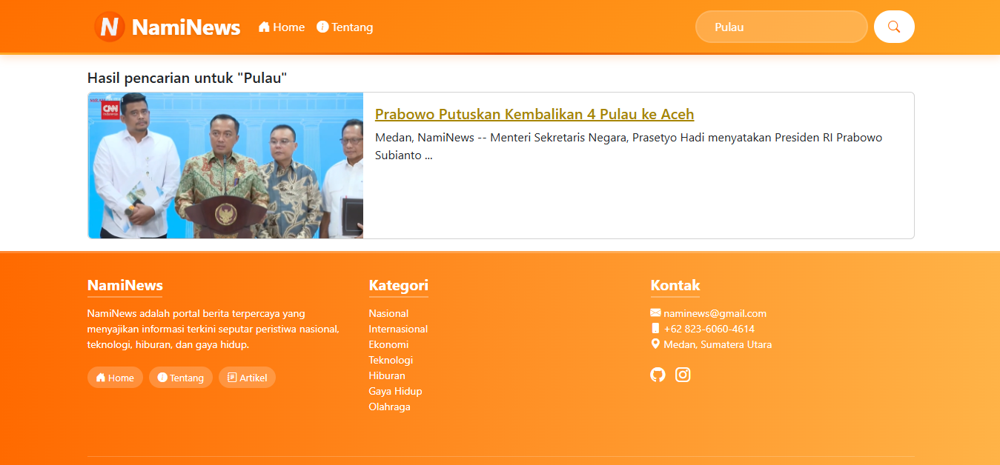 N NamiNews Home Tentang Pulau
Hasil pencarian untuk "Pulau"
CNN
Indonesia
Prabowo Putuskan Kembalikan 4 Pulau ke Aceh
Medan, NamiNews -- Menteri Sekretaris Negara, Prasetyo Hadi menyatakan Presiden RI Prabowo
Subianto ...
NamiNews
NamiNews adalah portal berita terpercaya yang
menyajikan informasi terkini seputar peristiwa nasional,
teknologi, hiburan, dan gaya hidup.
Home Tentang Artikel
Kategori
Nasional
Internasional
Ekonomi
Teknologi
Hiburan
Gaya Hidup
Olahraga
Kontak
naminews@gmail.com
+62 823-6060-4614
Medan, Sumatera Utara